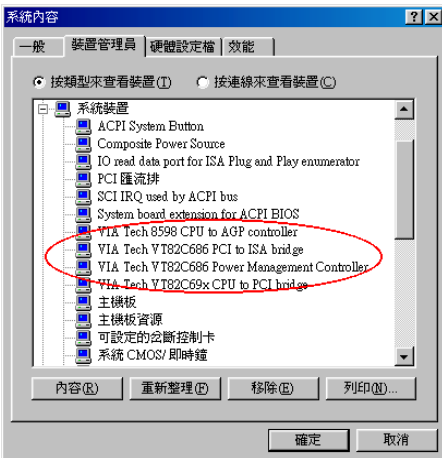 系統內容
一般 裝置管理員 硬體設定檔 效能
按類型來查看裝置(T) 按連線來查看裝置(C)
系統裝置
ACPI System Button
Composite Power Source
IO read data port for ISA Plug and Play enumerator
PCI 匯流排
SCI IRQ used by ACPI bus
System board extension for ACPI BIOS
VIA Tech 8598 CPU to AGP controller
VIA Tech VT82C686 PCI to ISA bridge
VIA Tech VT82C686 Power Management Controller
VIA Tech VT82C69x CPU to PCI bridge
主機板
主機板資源
可設定的岔斷控制卡
系統 CMOS/即時鐘
內容(R) 重新整理(F) 移除(E) 列印(N)...
確定 取消